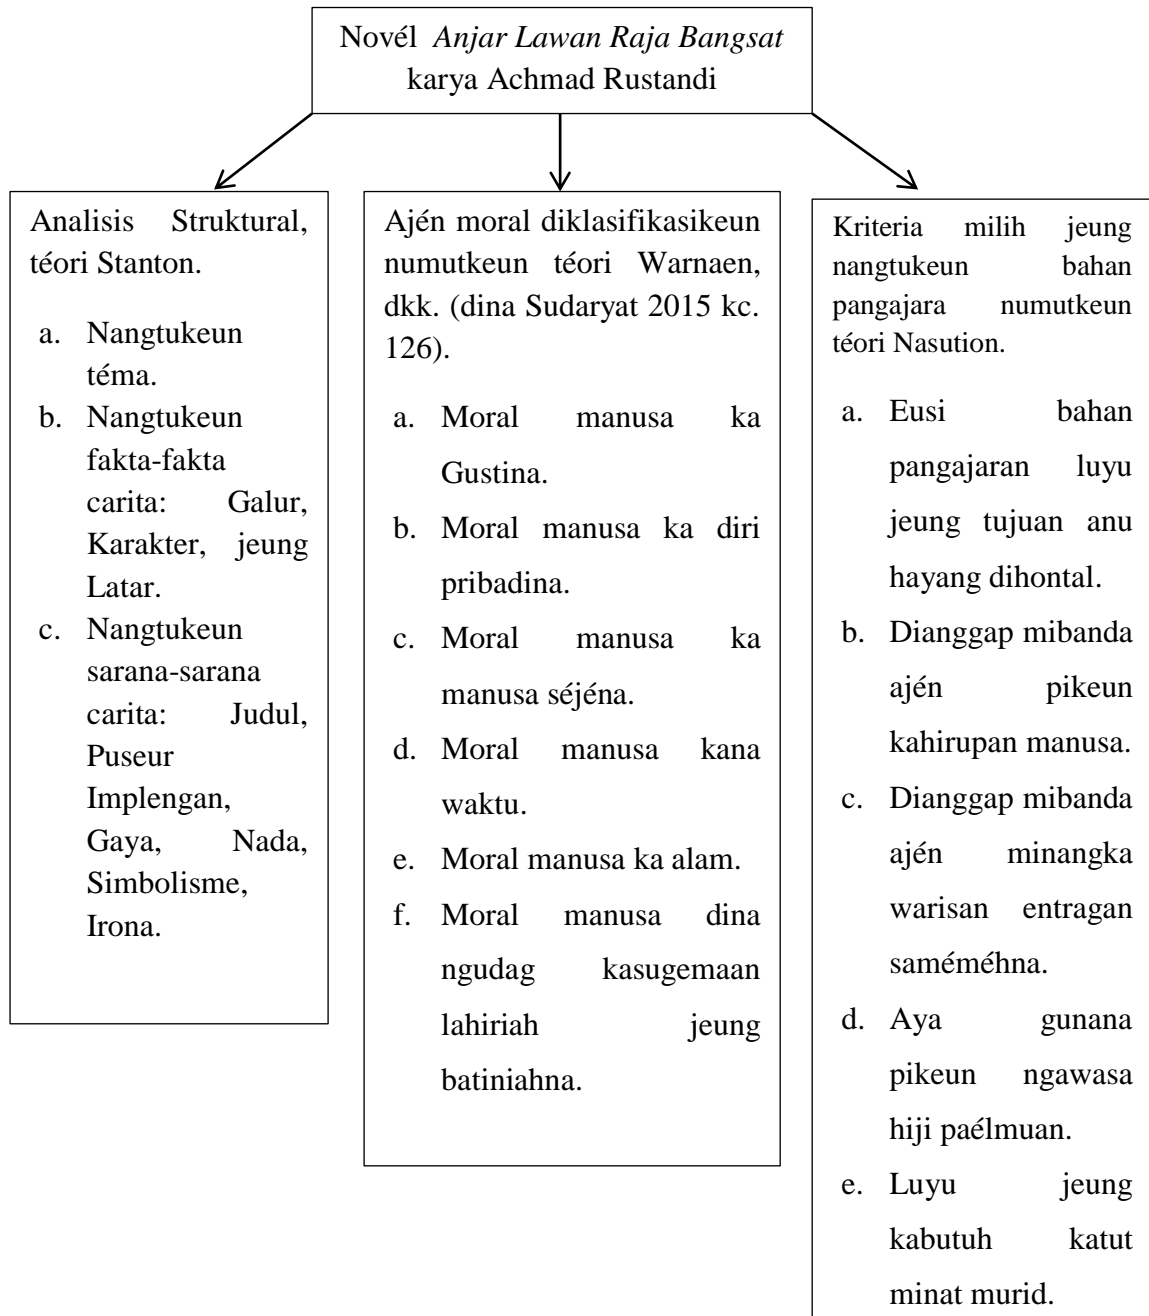 Novél Anjar Lawan Raja Bangsat
karya Achmad Rustandi
Analisis Struktural,
téori Stanton.
a. Nangtukeun
téma.
b. Nangtukeun
fakta-fakta
carita: Galur,
Karakter, jeung
Latar.
c. Nangtukeun
sarana-sarana
carita: Judul,
Puseur
Implengan,
Gaya, Nada,
Simbolisme,
Irona.
Ajén moral diklasifikasikeun
numutkeun téori Warnaen,
dkk. (dina Sudaryat 2015 kc.
126).
a. Moral manusa ka
Gustina.
b. Moral manusa ka diri
pribadina.
c. Moral manusa ka
manusa séjéna.
d. Moral manusa kana
waktu.
e. Moral manusa ka alam.
f. Moral manusa dina
ngudag kasugemaan
lahiriah jeung
batiniahna.
Kriteria milih jeung
nangtukeun bahan
pangajara numutkeun
téori Nasution.
a. Eusi bahan
pangajaran luyu
jeung tujuan anu
hayang dihontal.
b. Dianggap mibanda
ajén pikeun
kahirupan manusa.
c. Dianggap mibanda
ajén minangka
warisan entragan
saméméhna.
d. Aya gunana
pikeun ngawasa
hiji paélmuan.
e. Luyu jeung
kabutuh katut
minat murid.